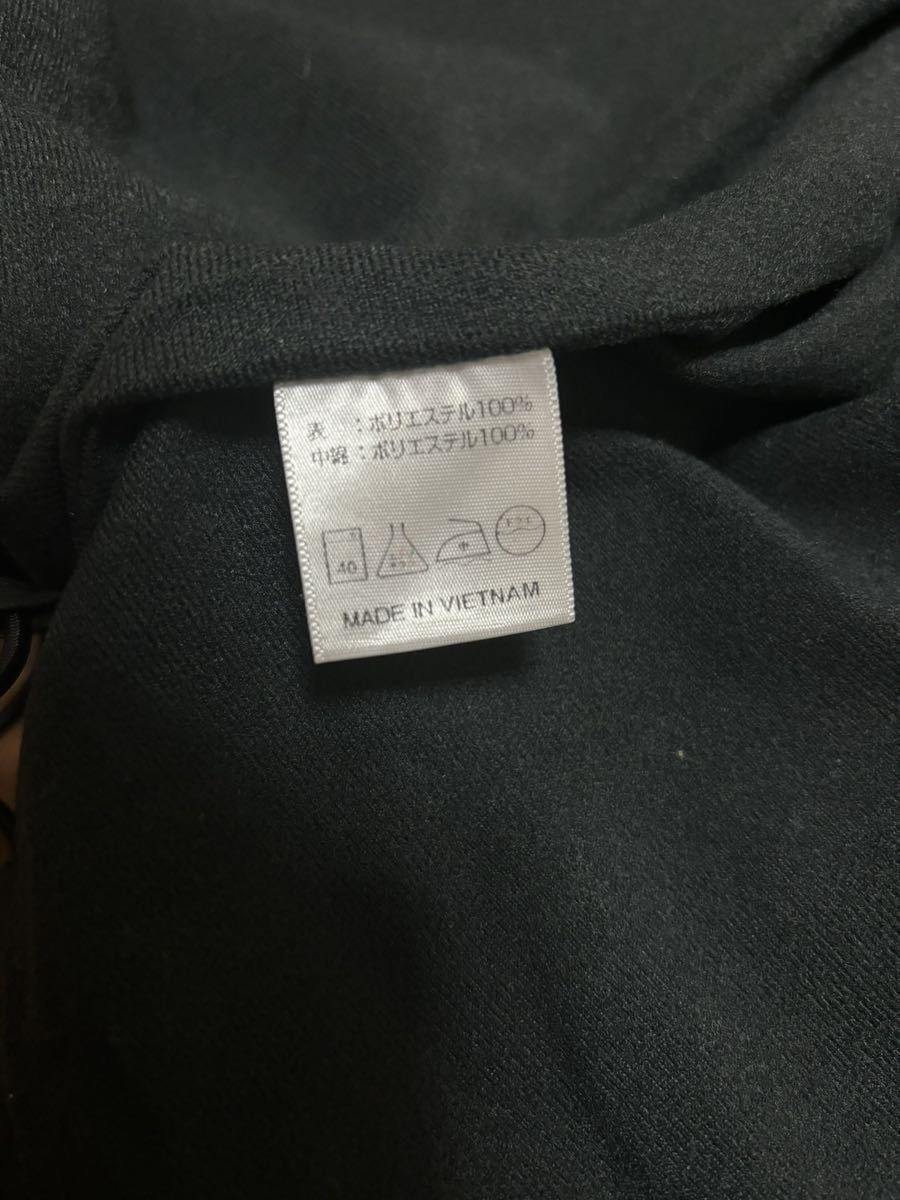 表 :ポリエステル100%
中綿:ポリエステル100%
40
MADE IN VIETNAM